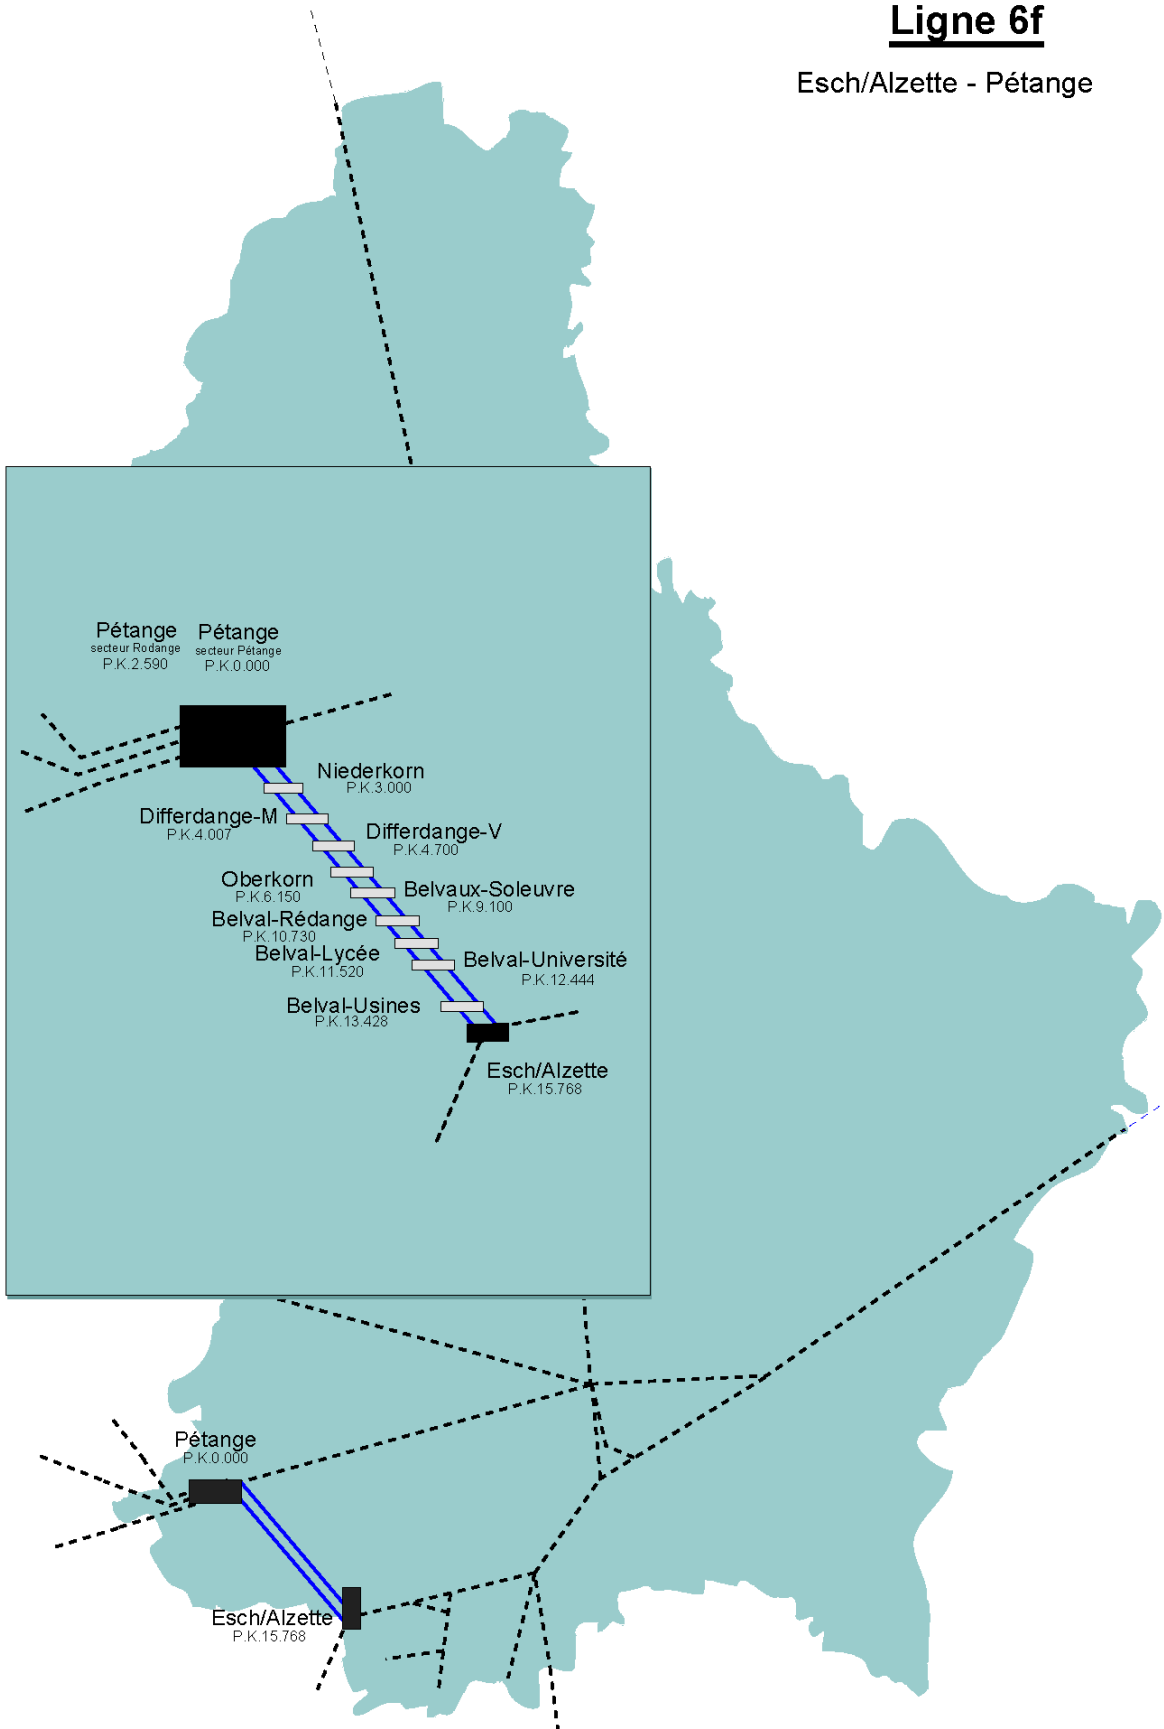 Ligne 6f
Esch/Alzette - Pétange
Pétange
secteur Rodange
P.K.2.590
Pétange
secteur Pétange
P.K.0.000
Niederkorn
P.K.3.000
Differdange-M
P.K.4.007
Differdange-V
P.K.4.700
Oberkorn
P.K.6.150
Belvaux-Soleuvre
P.K.9.100
Belval-Rédange
P.K.10.730
Belval-Lycée
P.K.11.520
Belval-Université
P.K.12.444
Belval-Usines
P.K.13.428
Esch/Alzette
P.K.15.768
Pétange
P.K.0.000
Esch/Alzette
P.K.15.768